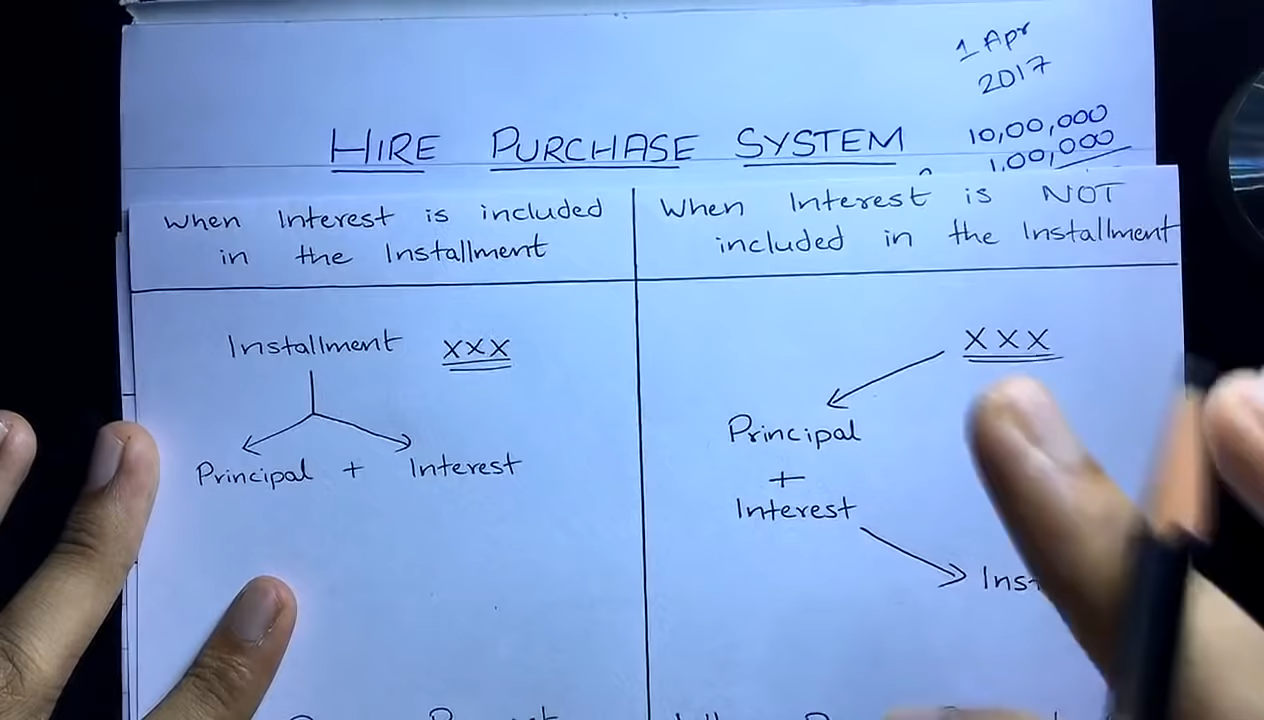 1 Apr
2017
10,00,000
1,00,000
HIRE PURCHASE SYSTEM
When Interest is included
in the Installment
When Interest is NOT
included in the Installment
Installment XXX
Principal + Interest
XXX
Principal
+
Interest